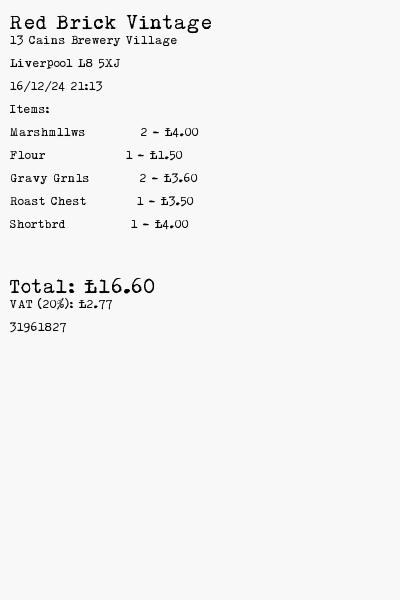 Red Brick Vintage
13 Cains Brewery Village
Liverpool L8 5XJ
16/12/24 21:13
Items:
Marshmllws 2 - £4.00
Flour 1 - £1.50
Gravy Grnls 2 - £3.60
Roast Chest 1 - £3.50
Shortbrd 1 - £4.00
Total: £16.60
VAT (20%): £2.77
31961827